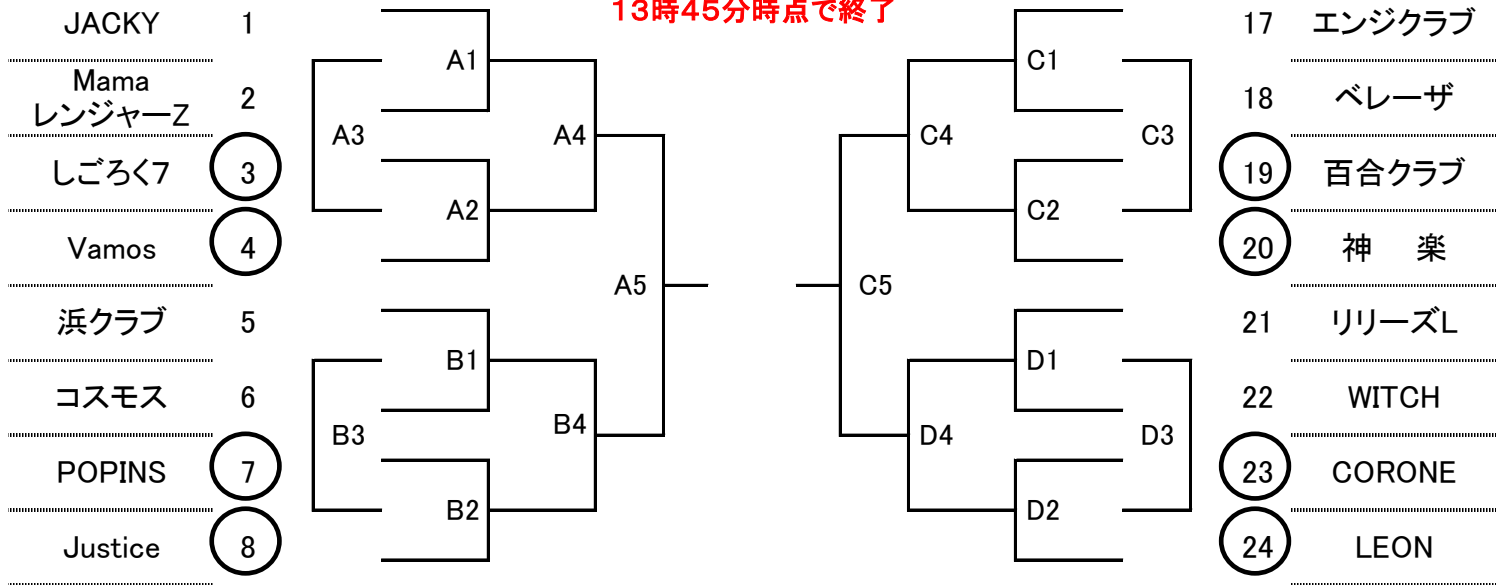 13時45分時点で終了
JACKY 1
Mama
レンジャーZ 2
しごろく7 3
Vamos 4
浜クラブ 5
コスモス 6
POPINS 7
Justice 8
A1
A3
A4
A2
A5
B1
B3
B4
B2
C1
C4
C3
C2
C5
D1
D4
D3
D2
17 エンジクラブ
18 ベレーザ
19 百合クラブ
20 神 楽
21 リリーズL
22 WITCH
23 CORONE
24 LEON